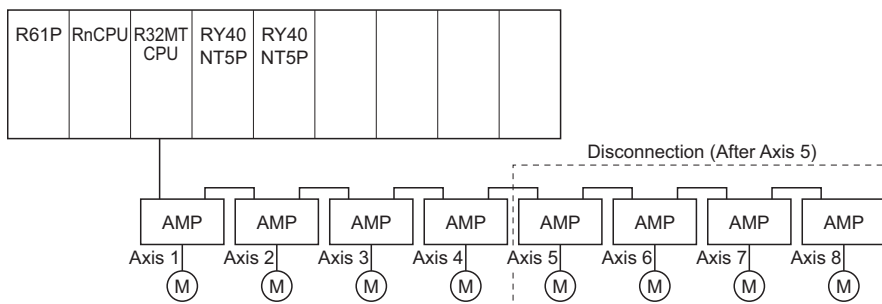 R61P RnCPU R32MT CPU RY40 NT5P RY40 NT5P
Disconnection (After Axis 5)
AMP AMP AMP AMP AMP AMP AMP AMP
Axis 1 Axis 2 Axis 3 Axis 4 Axis 5 Axis 6 Axis 7 Axis 8
M M M M M M M M